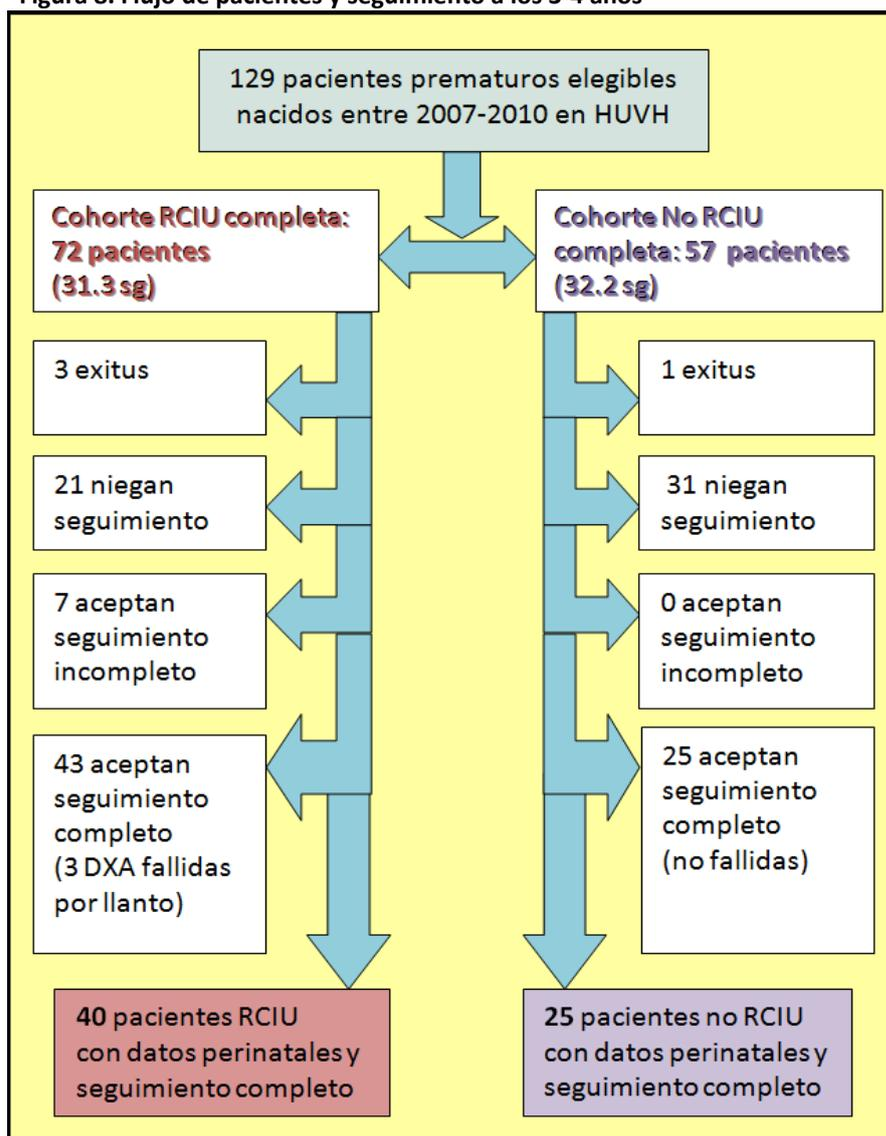 Figura 8. Flujo de pacientes y seguimiento a los 3-4 años
129 pacientes prematuros elegibles
nacidos entre 2007-2010 en HUVH
Cohorte RCIU completa:
72 pacientes
(31.3 sg)
Cohorte No RCIU
completa: 57 pacientes
(32.2 sg)
3 exitus
1 exitus
21 niegan
seguimiento
31 niegan
seguimiento
7 aceptan
seguimiento
incompleto
0 aceptan
seguimiento
incompleto
43 aceptan
seguimiento
completo
(3 DXA fallidas
por llanto)
25 aceptan
seguimiento
completo
(no fallidas)
40 pacientes RCIU
con datos perinatales y
seguimiento completo
25 pacientes no RCIU
con datos perinatales y
seguimiento completo